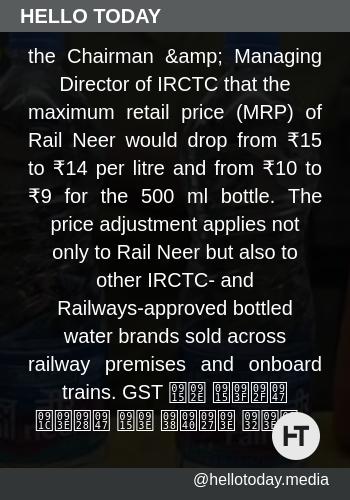 HELLO TODAY
the Chairman &amp; Managing
Director of IRCTC that the
maximum retail price (MRP) of
Rail Neer would drop from ₹15
to ₹14 per litre and from ₹10 to
₹9 for the 500 ml bottle. The
price adjustment applies not
only to Rail Neer but also to
other IRCTC- and
Railways-approved bottled
water brands sold across
railway premises and onboard
trains. GST
HT
@hellotoday.media